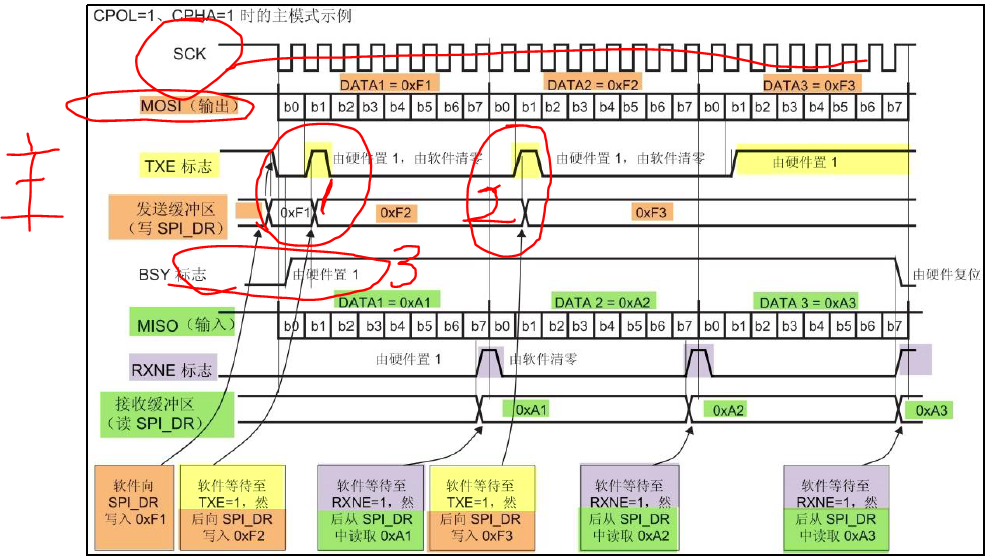 CPOL=1、CPHA=1 时的主模式示例
SCK
DATA1 = 0xF1
DATA2 = 0xF2
DATA3 = 0xF3
MOSI（输出）
b0 b1 b2 b3 b4 b5 b6 b7 b0 b1 b2 b3 b4 b5 b6 b7 b0 b1 b2 b3 b4 b5 b6 b7
主
TXE 标志
由硬件置 1，由软件清零
由硬件置 1，由软件清零
由硬件置 1
1
2
发送缓冲区
（写 SPI_DR）
0xF1
0xF2
0xF3
BSY 标志
由硬件置 1
3
由硬件复位
DATA1 = 0xA1
DATA 2 = 0xA2
DATA 3 = 0xA3
MISO（输入）
b0 b1 b2 b3 b4 b5 b6 b7 b0 b1 b2 b3 b4 b5 b6 b7 b0 b1 b2 b3 b4 b5 b6 b7
由硬件置 1
由软件清零
RXNE 标志
接收缓冲区
（读 SPI_DR）
0xA1
0xA2
0xA3
软件向
SPI_DR
写入 0xF1
软件等待至
TXE=1，然
后向 SPI_DR
写入 0xF2
软件等待至
RXNE=1，然
后从 SPI_DR
中读取 0xA1
软件等待至
TXE=1，然
后向 SPI_DR
写入 0xF3
软件等待至
RXNE=1，然
后从 SPI_DR
中读取 0xA2
软件等待至
RXNE=1，然
后从 SPI_DR
中读取 0xA3